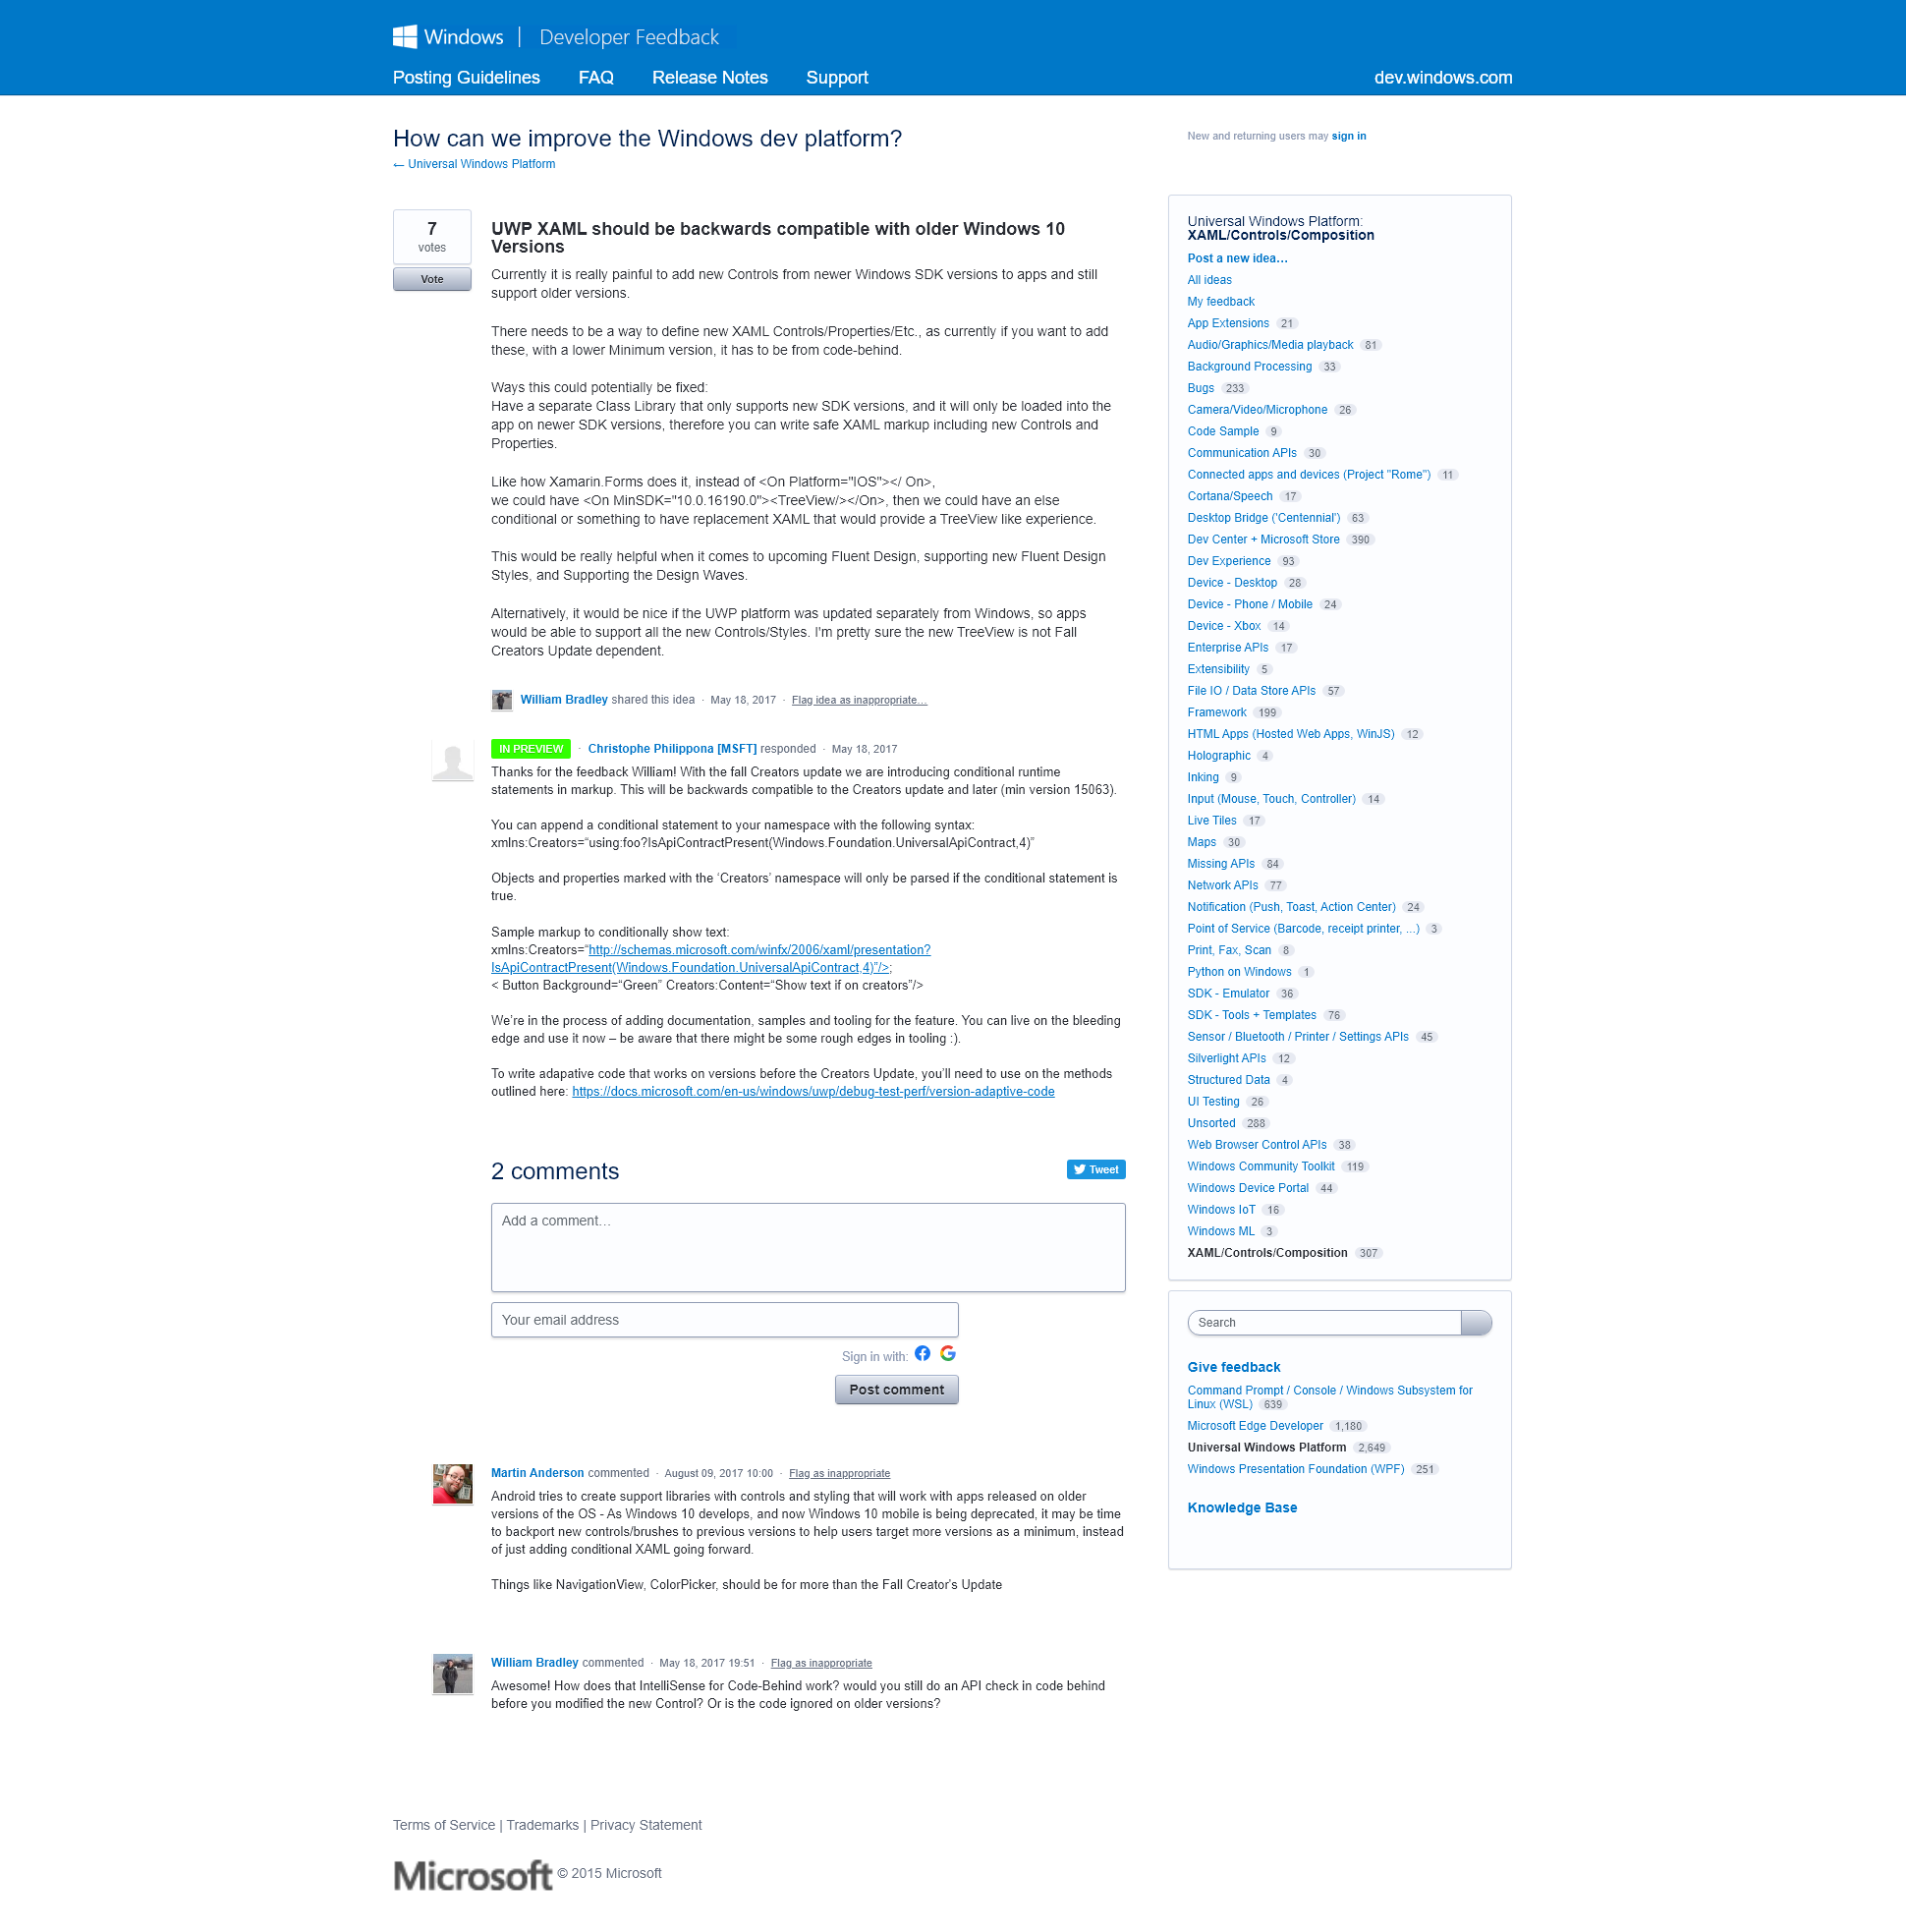 Windows | Developer Feedback
Posting Guidelines FAQ Release Notes Support dev.windows.com
How can we improve the Windows dev platform?
← Universal Windows Platform
New and returning users may sign in
7
votes
Vote
UWP XAML should be backwards compatible with older Windows 10
Versions
Currently it is really painful to add new Controls from newer Windows SDK versions to apps and still
support older versions.
There needs to be a way to define new XAML Controls/Properties/Etc., as currently if you want to add
these, with a lower Minimum version, it has to be from code-behind.
Ways this could potentially be fixed:
Have a separate Class Library that only supports new SDK versions, and it will only be loaded into the
app on newer SDK versions, therefore you can write safe XAML markup including new Controls and
Properties.
Like how Xamarin.Forms does it, instead of <On Platform="IOS"></ On>,
we could have <On MinSDK="10.0.16190.0"><TreeView/></On>, then we could have an else
conditional or something to have replacement XAML that would provide a TreeView like experience.
This would be really helpful when it comes to upcoming Fluent Design, supporting new Fluent Design
Styles, and Supporting the Design Waves.
Alternatively, it would be nice if the UWP platform was updated separately from Windows, so apps
would be able to support all the new Controls/Styles. I'm pretty sure the new TreeView is not Fall
Creators Update dependent.
William Bradley shared this idea · May 18, 2017 · Flag idea as inappropriate…
IN PREVIEW · Christophe Philippona [MSFT] responded · May 18, 2017
Thanks for the feedback William! With the fall Creators update we are introducing conditional runtime
statements in markup. This will be backwards compatible to the Creators update and later (min version 15063).
You can append a conditional statement to your namespace with the following syntax:
xmlns:Creators=“using:foo?IsApiContractPresent(Windows.Foundation.UniversalApiContract,4)”
Objects and properties marked with the ‘Creators’ namespace will only be parsed if the conditional statement is
true.
Sample markup to conditionally show text:
xmlns:Creators=“http://schemas.microsoft.com/winfx/2006/xaml/presentation?
IsApiContractPresent(Windows.Foundation.UniversalApiContract,4)”/>;
< Button Background=“Green” Creators:Content=“Show text if on creators”/>
We’re in the process of adding documentation, samples and tooling for the feature. You can live on the bleeding
edge and use it now – be aware that there might be some rough edges in tooling :).
To write adapative code that works on versions before the Creators Update, you’ll need to use on the methods
outlined here: https://docs.microsoft.com/en-us/windows/uwp/debug-test-perf/version-adaptive-code
2 comments
Tweet
Add a comment…
Your email address
Sign in with:
Post comment
Martin Anderson commented · August 09, 2017 10:00 · Flag as inappropriate
Android tries to create support libraries with controls and styling that will work with apps released on older
versions of the OS - As Windows 10 develops, and now Windows 10 mobile is being deprecated, it may be time
to backport new controls/brushes to previous versions to help users target more versions as a minimum, instead
of just adding conditional XAML going forward.
Things like NavigationView, ColorPicker, should be for more than the Fall Creator's Update
William Bradley commented · May 18, 2017 19:51 · Flag as inappropriate
Awesome! How does that IntelliSense for Code-Behind work? would you still do an API check in code behind
before you modified the new Control? Or is the code ignored on older versions?
Universal Windows Platform:
XAML/Controls/Composition
Post a new idea…
All ideas
My feedback
App Extensions 21
Audio/Graphics/Media playback 81
Background Processing 33
Bugs 233
Camera/Video/Microphone 26
Code Sample 9
Communication APIs 30
Connected apps and devices (Project "Rome") 11
Cortana/Speech 17
Desktop Bridge ('Centennial') 63
Dev Center + Microsoft Store 390
Dev Experience 93
Device - Desktop 28
Device - Phone / Mobile 24
Device - Xbox 14
Enterprise APIs 17
Extensibility 5
File IO / Data Store APIs 57
Framework 199
HTML Apps (Hosted Web Apps, WinJS) 12
Holographic 4
Inking 9
Input (Mouse, Touch, Controller) 14
Live Tiles 17
Maps 30
Missing APIs 84
Network APIs 77
Notification (Push, Toast, Action Center) 24
Point of Service (Barcode, receipt printer, ...) 3
Print, Fax, Scan 8
Python on Windows 1
SDK - Emulator 36
SDK - Tools + Templates 76
Sensor / Bluetooth / Printer / Settings APIs 45
Silverlight APIs 12
Structured Data 4
UI Testing 26
Unsorted 288
Web Browser Control APIs 38
Windows Community Toolkit 119
Windows Device Portal 44
Windows IoT 16
Windows ML 3
XAML/Controls/Composition 307
Search
Give feedback
Command Prompt / Console / Windows Subsystem for
Linux (WSL) 639
Microsoft Edge Developer 1,180
Universal Windows Platform 2,649
Windows Presentation Foundation (WPF) 251
Knowledge Base
Terms of Service | Trademarks | Privacy Statement
Microsoft © 2015 Microsoft